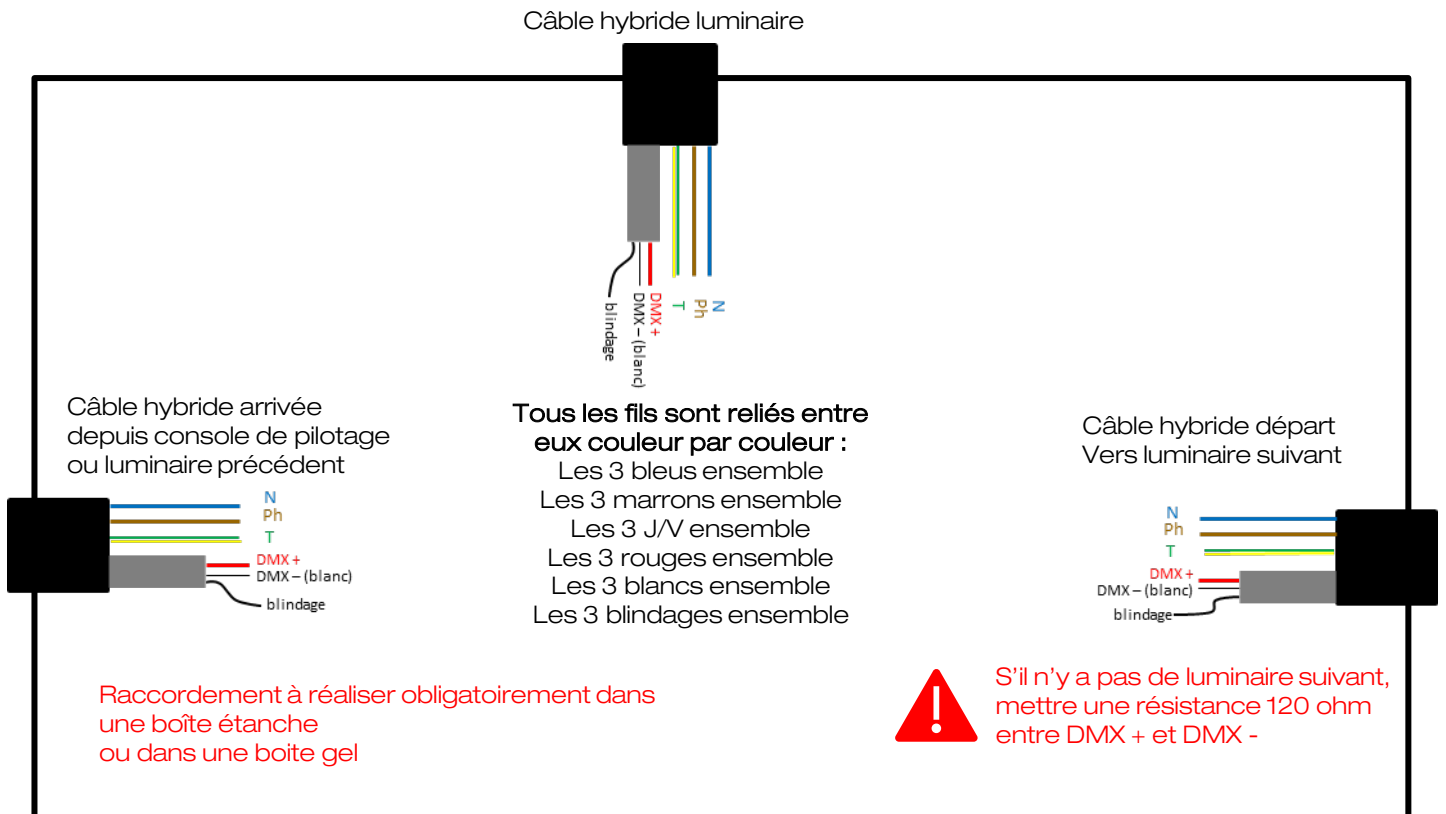 Câble hybride luminaire
blindage
DMX – (blanc)
DMX +
T
Ph
N
Câble hybride arrivée
depuis console de pilotage
ou luminaire précédent
N
Ph
T
DMX +
DMX – (blanc)
blindage
Tous les fils sont reliés entre
eux couleur par couleur :
Les 3 bleus ensemble
Les 3 marrons ensemble
Les 3 J/V ensemble
Les 3 rouges ensemble
Les 3 blancs ensemble
Les 3 blindages ensemble
Câble hybride départ
Vers luminaire suivant
N
Ph
T
DMX +
DMX – (blanc)
blindage
Raccordement à réaliser obligatoirement dans
une boîte étanche
ou dans une boite gel
S'il n'y a pas de luminaire suivant,
mettre une résistance 120 ohm
entre DMX + et DMX -